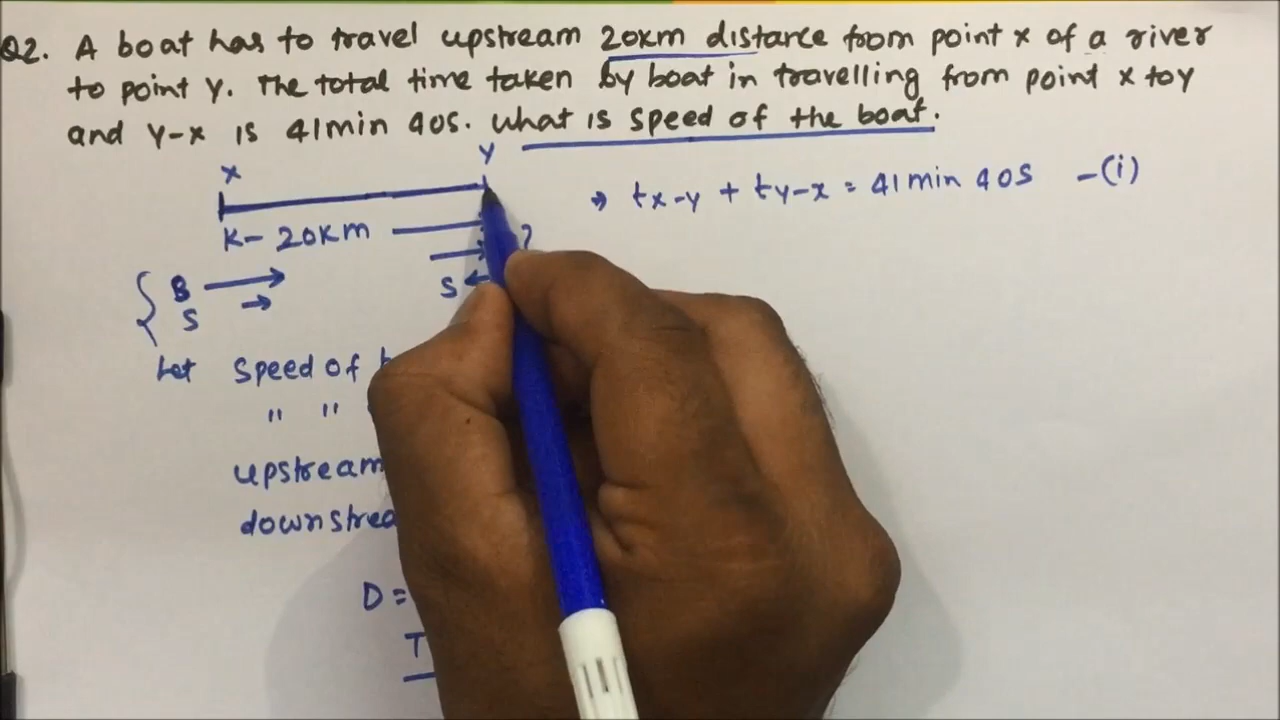 Q2. A boat has to travel upstream 20km distance from point x of a river
to point y. The total time taken by boat in travelling from point x to y
and y-x is 41min 40s. what is speed of the boat.
x y
→ tx-y + ty-x = 41min 40s -(i)
K- 20km
B
S
S
Let speed of
" "
upstream
D =
T